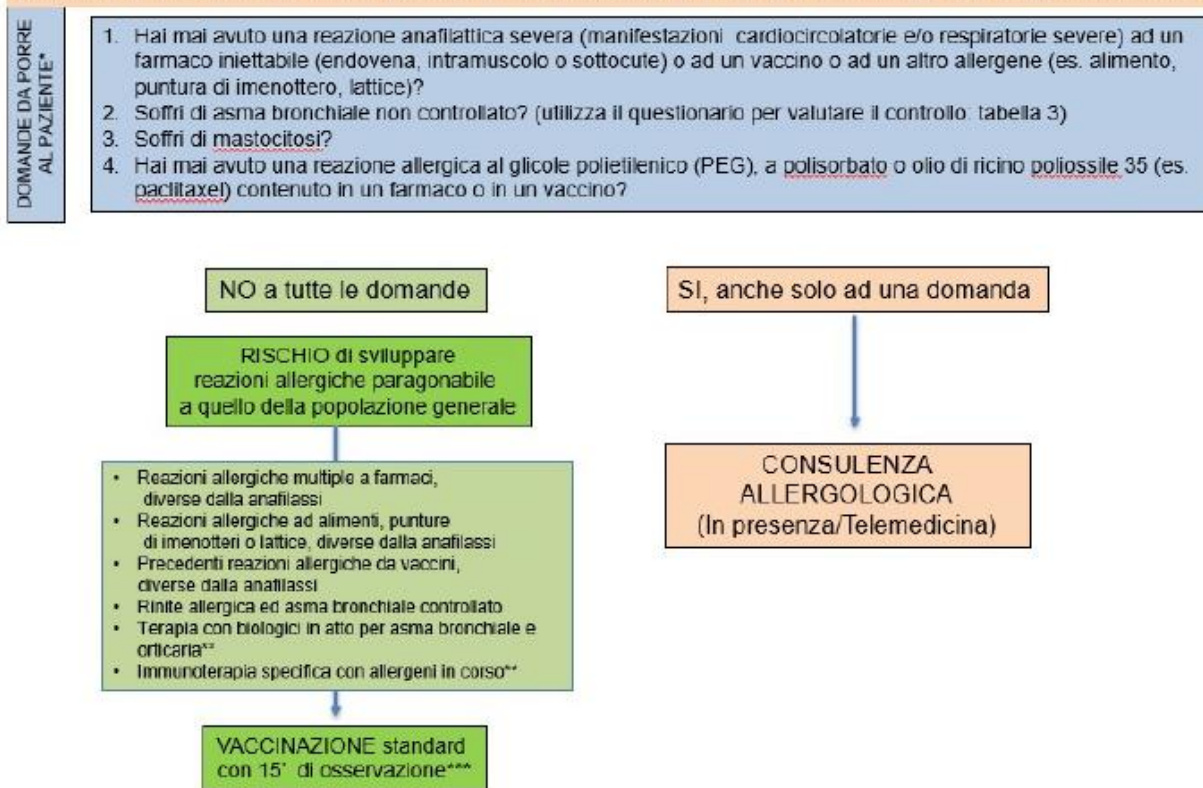 DOMANDE DA PORRE
AL PAZIENTE*
1. Hai mai avuto una reazione anafilattica severa (manifestazioni cardiocircolatorie e/o respiratorie severe) ad un
farmaco iniettabile (endovena, intramuscolo o sottocute) o ad un vaccino o ad un altro allergene (es. alimento,
puntura di imenottero, lattice)?
2. Soffri di asma bronchiale non controllato? (utilizza il questionario per valutare il controllo: tabella 3)
3. Soffri di mastocitosi?
4. Hai mai avuto una reazione allergica al glicole polietilenico (PEG), a polisorbato o olio di ricino poliossile 35 (es.
paclitaxel) contenuto in un farmaco o in un vaccino?
NO a tutte le domande
RISCHIO di sviluppare
reazioni allergiche paragonabile
a quello della popolazione generale
• Reazioni allergiche multiple a farmaci,
diverse dalla anafilassi
• Reazioni allergiche ad alimenti, punture
di imenotteri o lattice, diverse dalla anafilassi
• Precedenti reazioni allergiche da vaccini,
diverse dalla anafilassi
• Rinite allergica ed asma bronchiale controllato
• Terapia con biologici in atto per asma bronchiale e
orticaria**
• Immunoterapia specifica con allergeni in corso**
VACCINAZIONE standard
con 15' di osservazione***
SI, anche solo ad una domanda
CONSULENZA
ALLERGOLOGICA
(In presenza/Telemedicina)